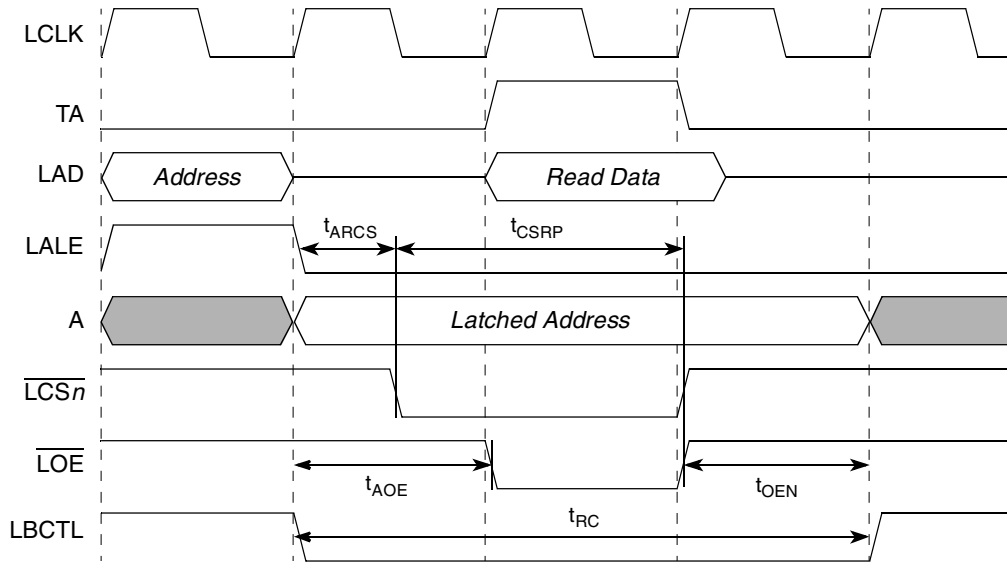 LCLK
TA
LAD Address Read Data
LALE tARCS tCSRP
A Latched Address
LCSn
LOE tAOE tOEN
LBCTL tRC